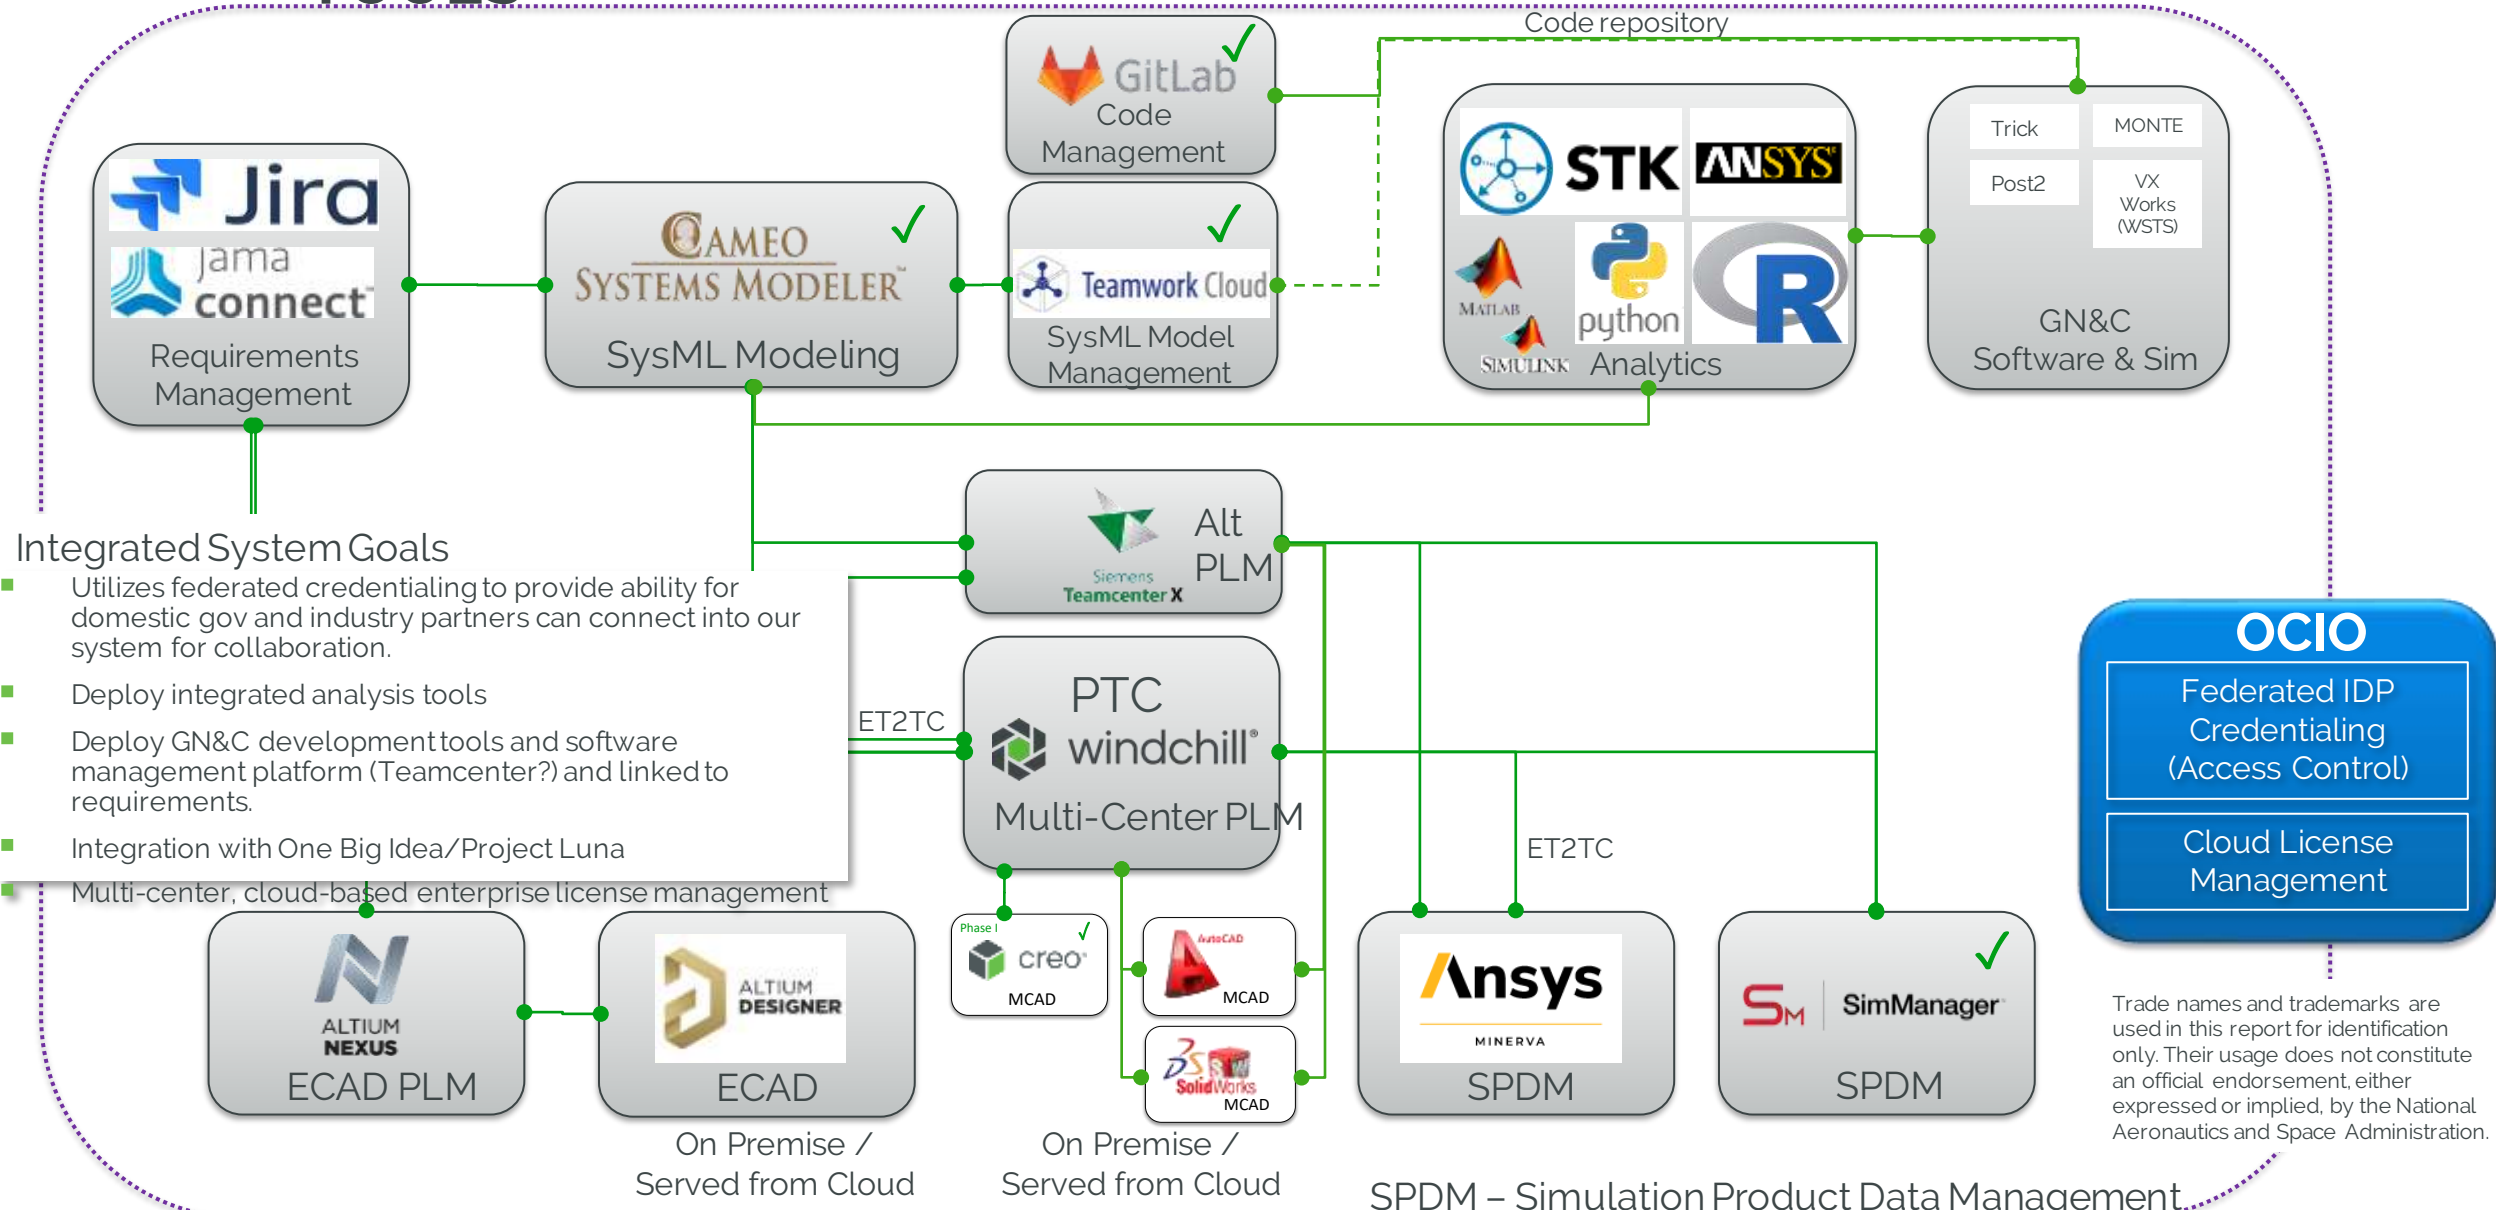 Code repository
GitLab
Code
Management
Jira
Jama
connect
Requirements
Management
CAMEO
SYSTEMS MODELER™
SysML Modeling
Teamwork Cloud
SysML Model
Management
STK
ANSYS
MATLAB
SIMULINK
python
R
Analytics
Trick
MONTE
Post2
VX
Works
(WSTS)
GN&C
Software & Sim
Integrated System Goals
Utilizes federated credentialing to provide ability for
domestic gov and industry partners can connect into our
system for collaboration.
Deploy integrated analysis tools
Deploy GN&C development tools and software
management platform (Teamcenter?) and linked to
requirements.
Integration with One Big Idea/Project Luna
Multi-center, cloud-based enterprise license management
Siemens
Teamcenter X
Alt
PLM
ET2TC
PTC
windchill®
Multi-Center PLM
ET2TC
OCIO
Federated IDP
Credentialing
(Access Control)
Cloud License
Management
ALTIUM
NEXUS
ECAD PLM
ALTIUM
DESIGNER
ECAD
On Premise /
Served from Cloud
Phase I
creo
MCAD
AutoCAD
MCAD
SolidWorks
MCAD
On Premise /
Served from Cloud
Ansys
MINERVA
SPDM
SM
SimManager
SPDM
Trade names and trademarks are
used in this report for identification
only. Their usage does not constitute
an official endorsement, either
expressed or implied, by the National
Aeronautics and Space Administration.
SPDM – Simulation Product Data Management